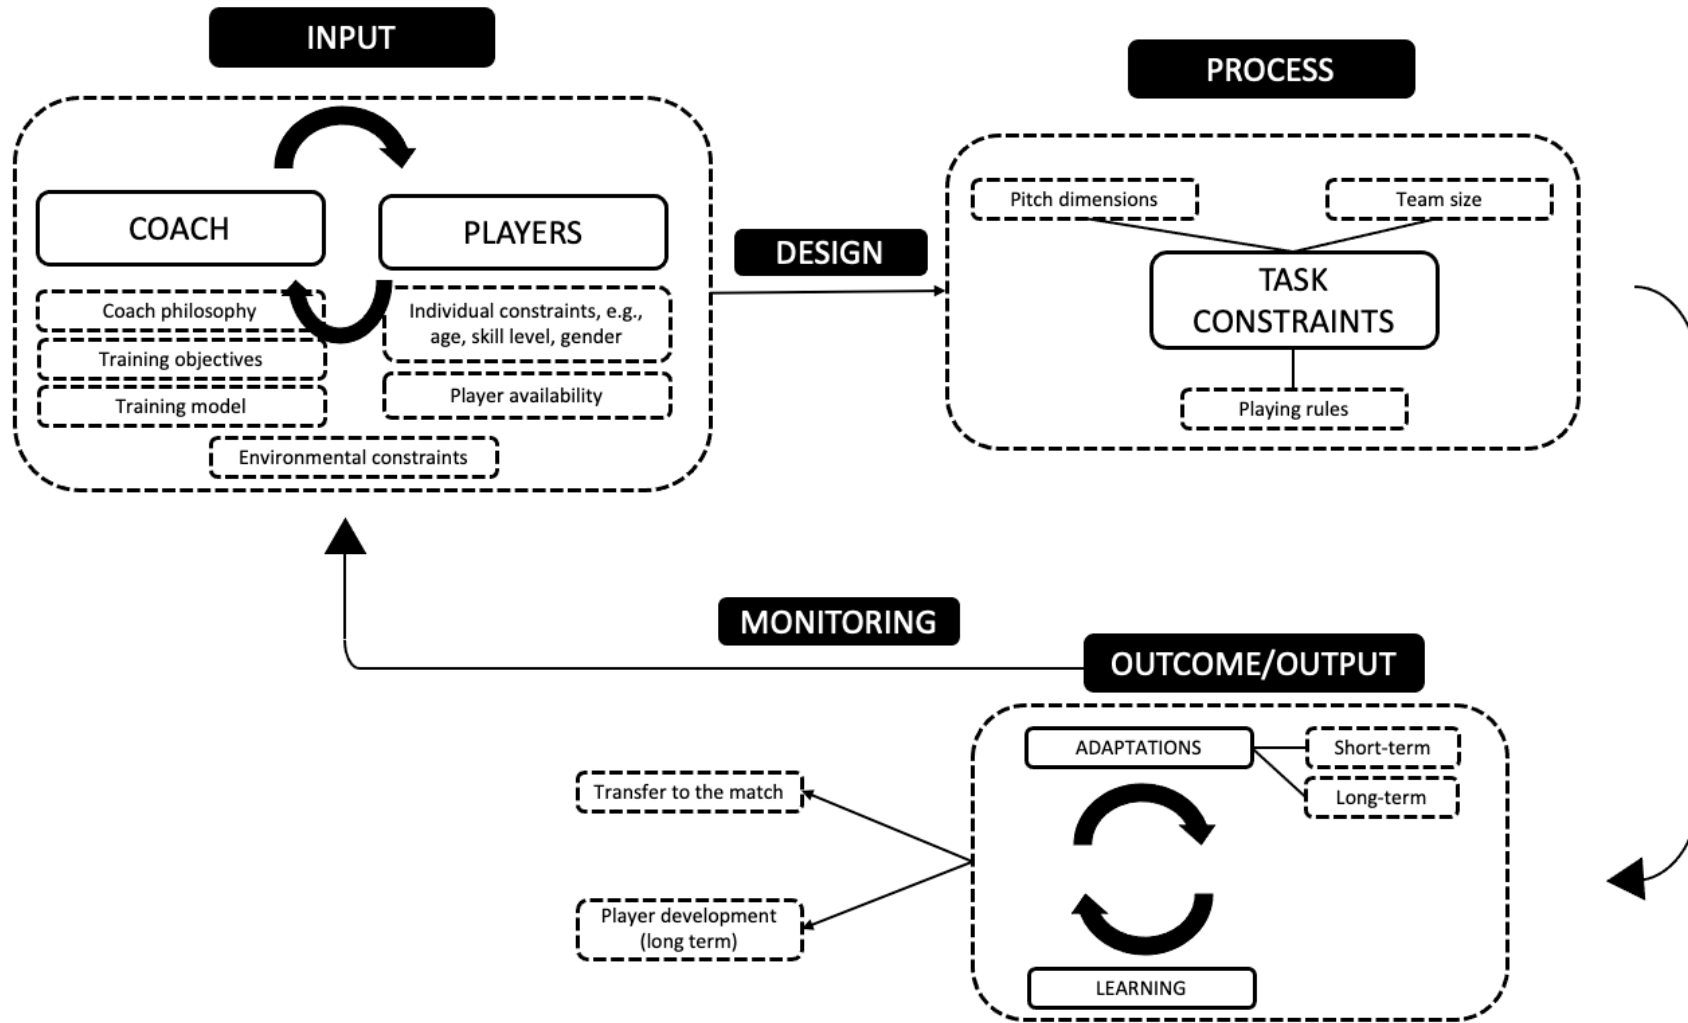 INPUT
COACH
PLAYERS
Coach philosophy
Training objectives
Training model
Individual constraints, e.g.,
age, skill level, gender
Player availability
Environmental constraints
DESIGN
PROCESS
Pitch dimensions
Team size
TASK
CONSTRAINTS
Playing rules
MONITORING
OUTCOME/OUTPUT
ADAPTATIONS
Short-term
Long-term
LEARNING
Transfer to the match
Player development
(long term)